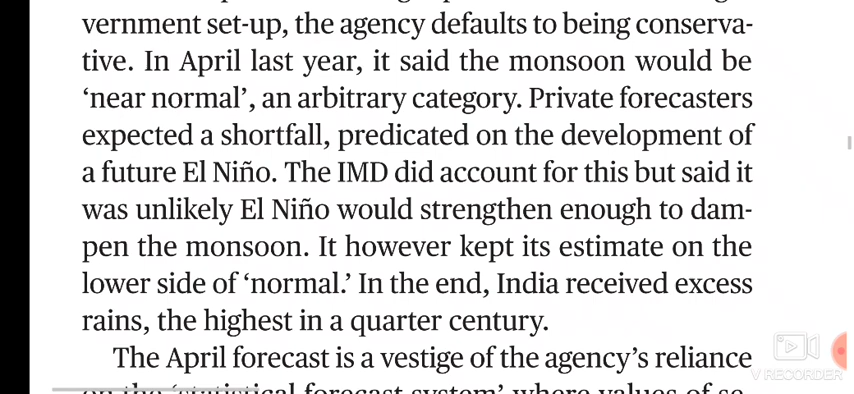 vernment set-up, the agency defaults to being conserva-
tive. In April last year, it said the monsoon would be
‘near normal’, an arbitrary category. Private forecasters
expected a shortfall, predicated on the development of
a future El Niño. The IMD did account for this but said it
was unlikely El Niño would strengthen enough to dam-
pen the monsoon. It however kept its estimate on the
lower side of ‘normal.’ In the end, India received excess
rains, the highest in a quarter century.
The April forecast is a vestige of the agency’s reliance
V RECORDER